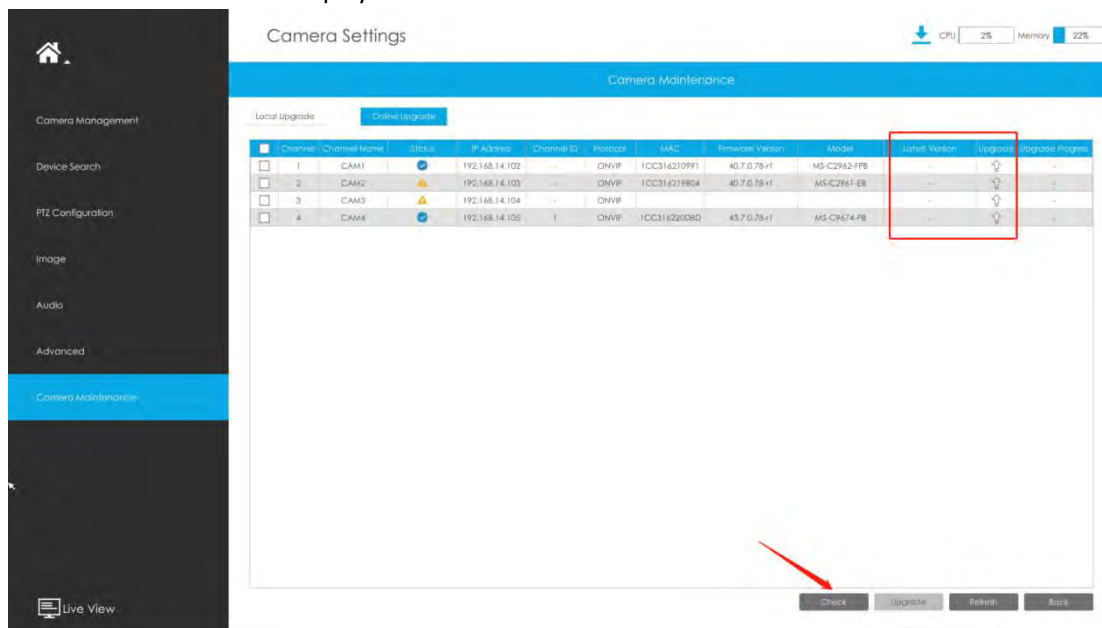 Camera Settings
CPU 2% Memory 22%
Camera Maintenance
Camera Management
Device Search
PTZ Configuration
Image
Audio
Advanced
Camera Maintenance
Live View
Local Upgrade Online Upgrade
Channel Channel Name Status IP Address Channel ID Protocol MAC Firmware Version Model Latest Version Upgrade Upgrade Progress
1 CAM1 192.168.14.102 - ONVIF 1CC316210991 40.7.0.78-r1 MS-C2962-FPB - -
2 CAM2 192.168.14.103 - ONVIF 1CC316219804 40.7.0.78-r1 MS-C2961-EB - -
3 CAM3 192.168.14.104 - ONVIF - -
4 CAM4 192.168.14.105 1 ONVIF 1CC316220D8D 43.7.0.78-r1 MS-C9674-PB - -
Check Upgrade Refresh Back